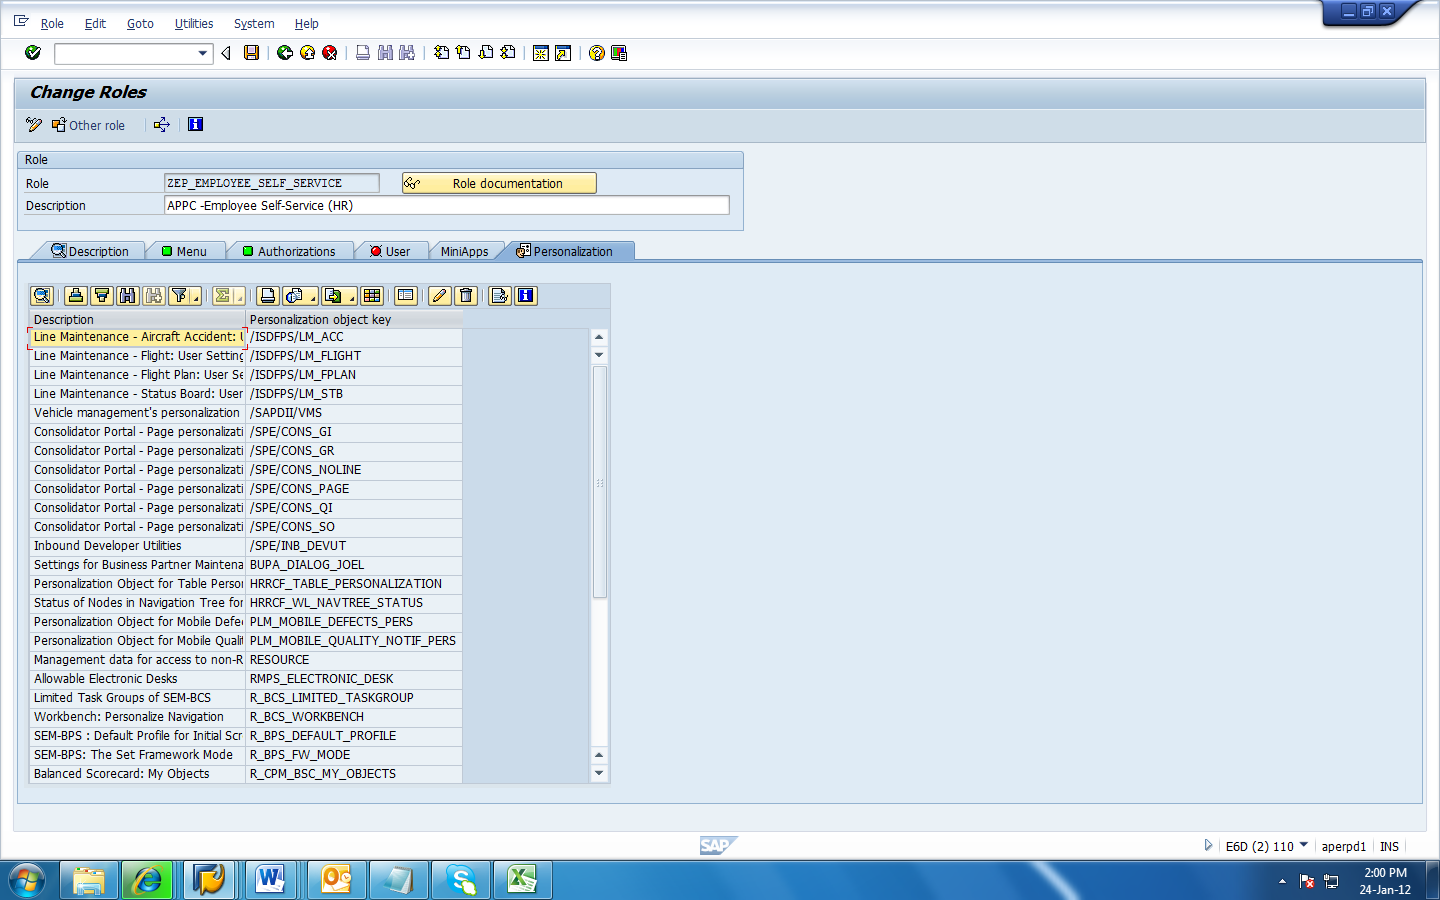 Role Edit Goto Utilities System Help
Change Roles
Other role
Role
Role ZEP_EMPLOYEE_SELF_SERVICE Role documentation
Description APPC -Employee Self-Service (HR)
Description Menu Authorizations User MiniApps Personalization
Description Personalization object key
Line Maintenance - Aircraft Accident: U /ISDFPS/LM_ACC
Line Maintenance - Flight: User Setting /ISDFPS/LM_FLIGHT
Line Maintenance - Flight Plan: User Se /ISDFPS/LM_FPLAN
Line Maintenance - Status Board: User /ISDFPS/LM_STB
Vehicle management's personalization /SAPDII/VMS
Consolidator Portal - Page personalizati /SPE/CONS_GI
Consolidator Portal - Page personalizati /SPE/CONS_GR
Consolidator Portal - Page personalizati /SPE/CONS_NOLINE
Consolidator Portal - Page personalizati /SPE/CONS_PAGE
Consolidator Portal - Page personalizati /SPE/CONS_QI
Consolidator Portal - Page personalizati /SPE/CONS_SO
Inbound Developer Utilities /SPE/INB_DEVUT
Settings for Business Partner Maintena BUPA_DIALOG_JOEL
Personalization Object for Table Person HRRCF_TABLE_PERSONALIZATION
Status of Nodes in Navigation Tree for HRRCF_WL_NAVTREE_STATUS
Personalization Object for Mobile Defe PLM_MOBILE_DEFECTS_PERS
Personalization Object for Mobile Quali PLM_MOBILE_QUALITY_NOTIF_PERS
Management data for access to non-R RESOURCE
Allowable Electronic Desks RMPS_ELECTRONIC_DESK
Limited Task Groups of SEM-BCS R_BCS_LIMITED_TASKGROUP
Workbench: Personalize Navigation R_BCS_WORKBENCH
SEM-BPS : Default Profile for Initial Scr R_BPS_DEFAULT_PROFILE
SEM-BPS: The Set Framework Mode R_BPS_FW_MODE
Balanced Scorecard: My Objects R_CPM_BSC_MY_OBJECTS
SAP E6D (2) 110 aperpd1 INS
2:00 PM
24-Jan-12